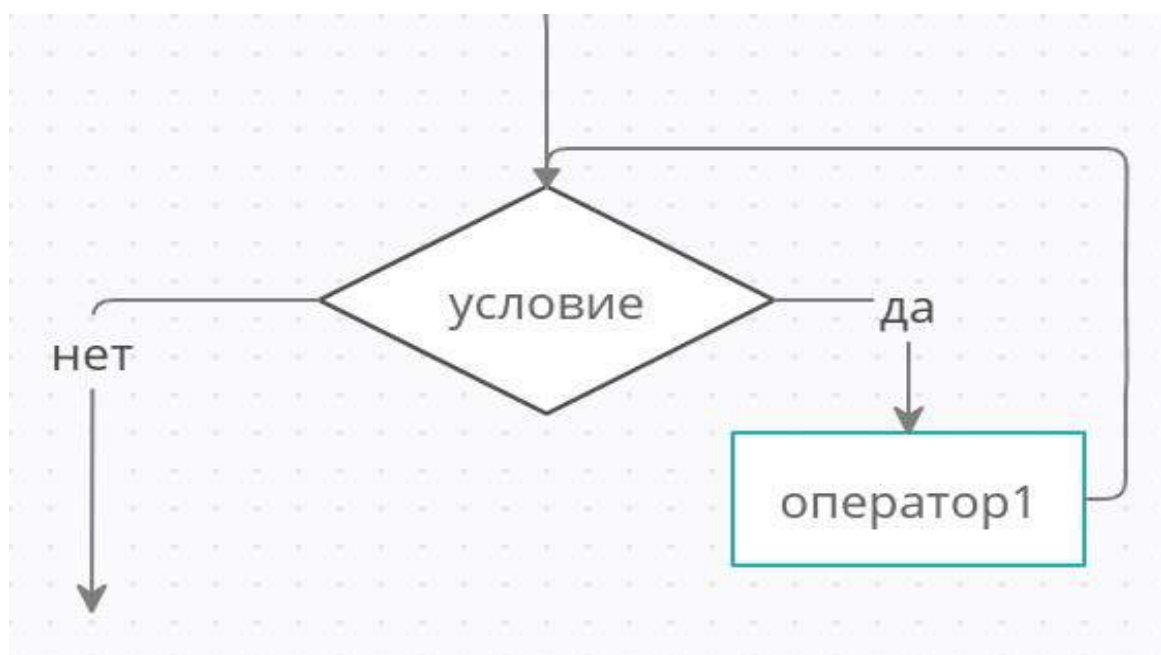 условие
да
нет
оператор1